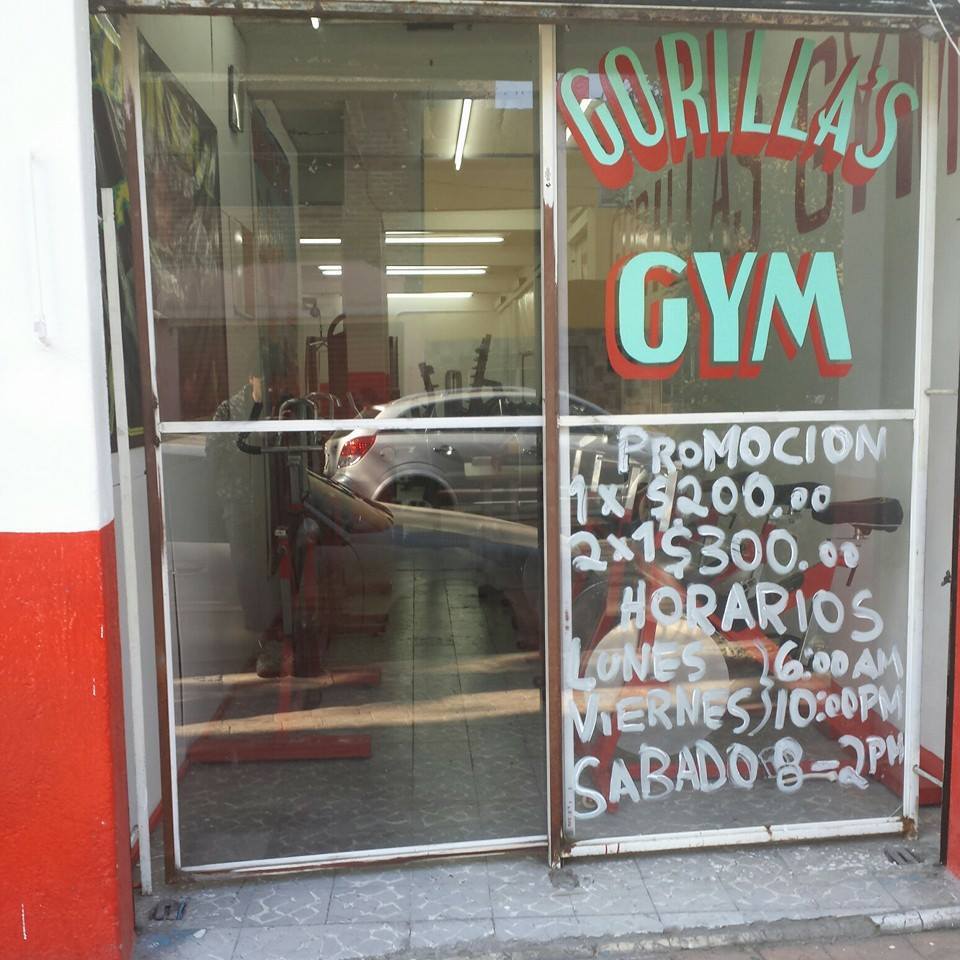 GORILLA'S
GYM
PROMOCION
1x $200.00
2x1$300.00
HORARIOS
LUNES } 6:00AM
VIERNES } 10:00PM
SABADO 8-2PM